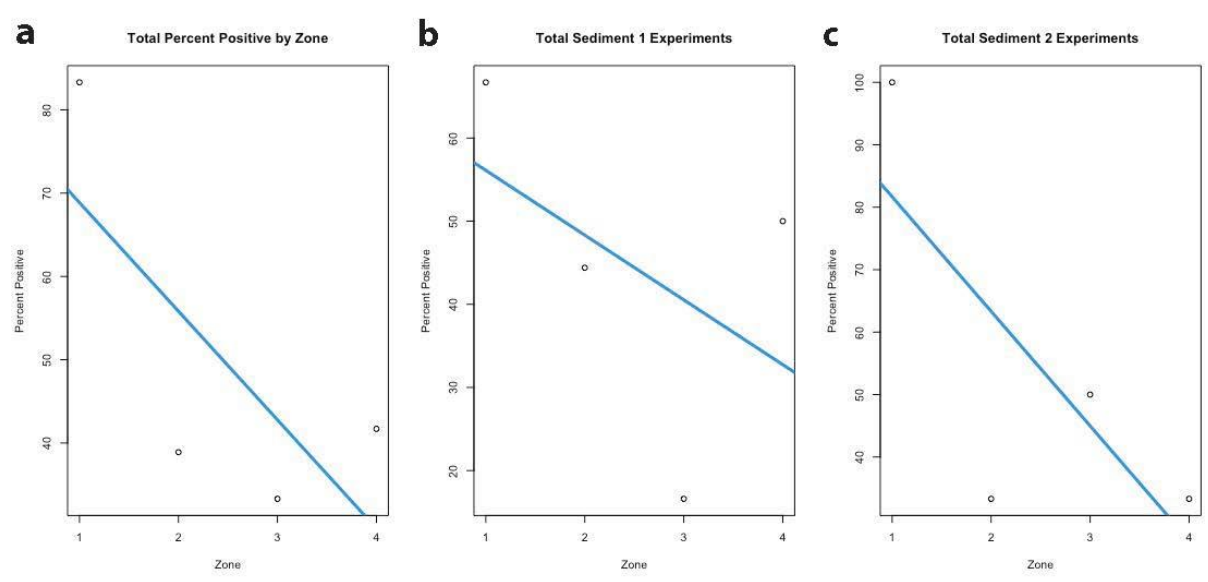 a
Total Percent Positive by Zone
Percent Positive
80
70
60
50
40
1
2
3
4
Zone
b
Total Sediment 1 Experiments
Percent Positive
60
50
40
30
20
1
2
3
4
Zone
c
Total Sediment 2 Experiments
Percent Positive
100
90
80
70
60
50
40
1
2
3
4
Zone